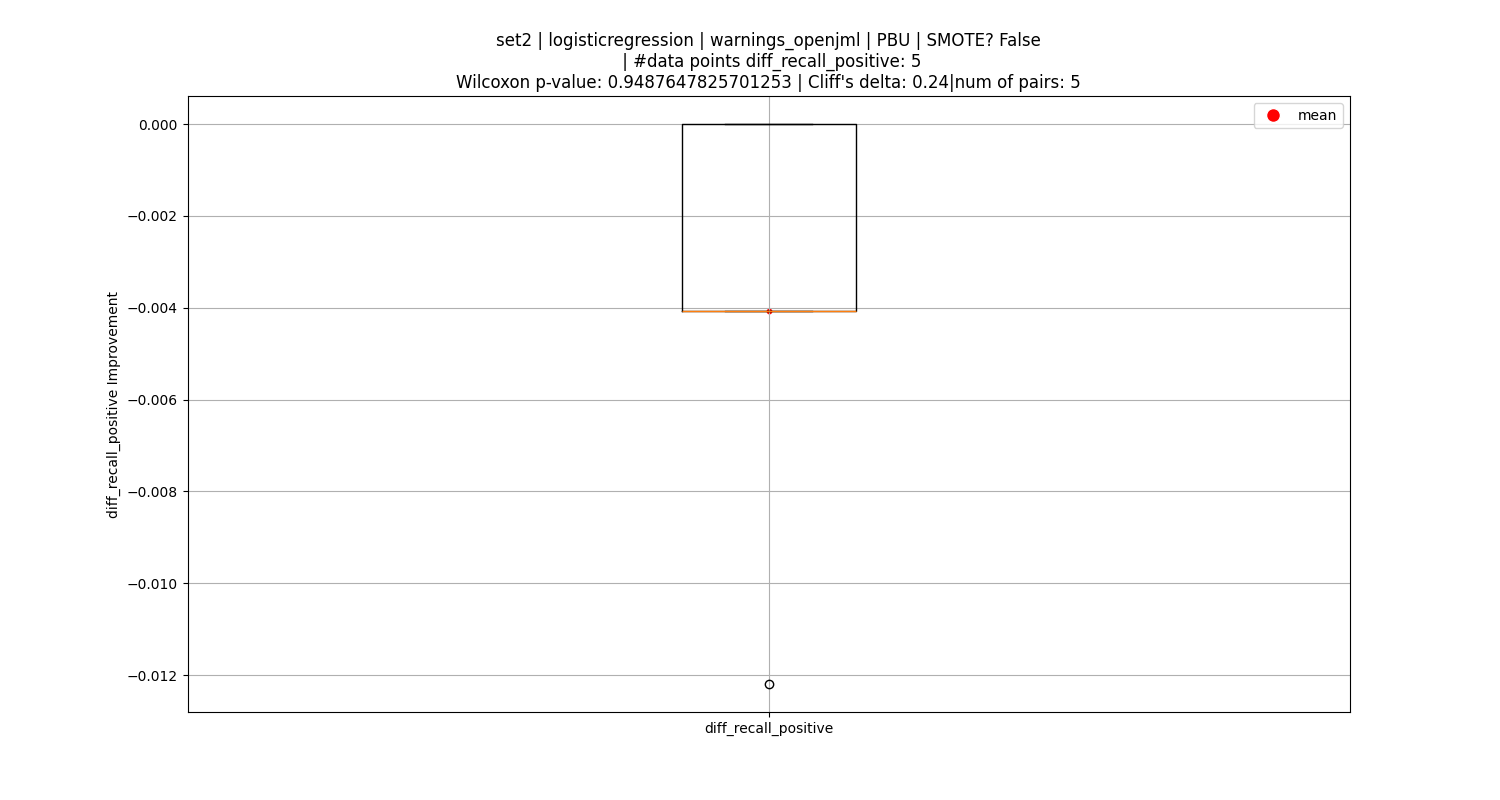 set2 | logisticregression | warnings_openjml | PBU | SMOTE? False
| #data points diff_recall_positive: 5
Wilcoxon p-value: 0.9487647825701253 | Cliff's delta: 0.24|num of pairs: 5
mean
0.000
−0.002
−0.004
−0.006
−0.008
−0.010
−0.012
diff_recall_positive Improvement
diff_recall_positive